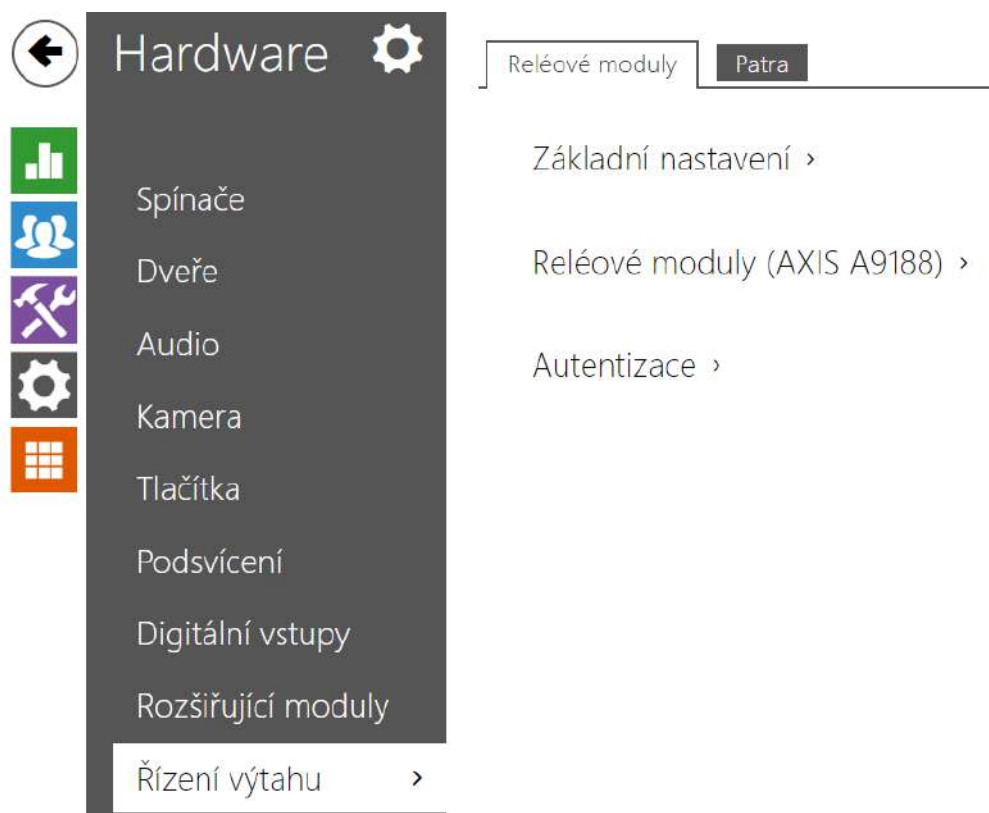 Hardware
Spínače
Dveře
Audio
Kamera
Tlačítka
Podsvícení
Digitální vstupy
Rozšiřující moduly
Řízení výtahu
Reléové moduly
Patra
Základní nastavení
Reléové moduly (AXIS A9188)
Autentizace